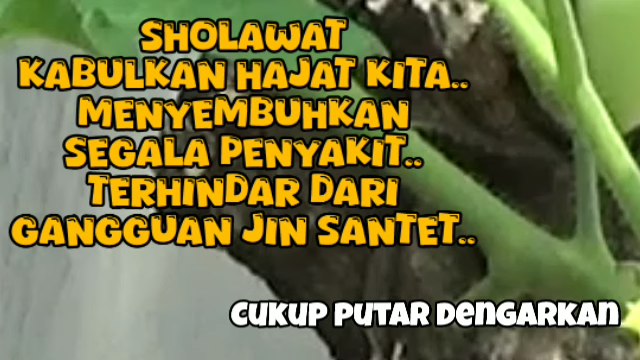 SHOLAWAT
KABULKAN HAJAT KITA..
MENYEMBUHKAN
SEGALA PENYAKIT..
TERHINDAR DARI
GANGGUAN JIN SANTET..
CUKUP PUTAR DENGARKAN